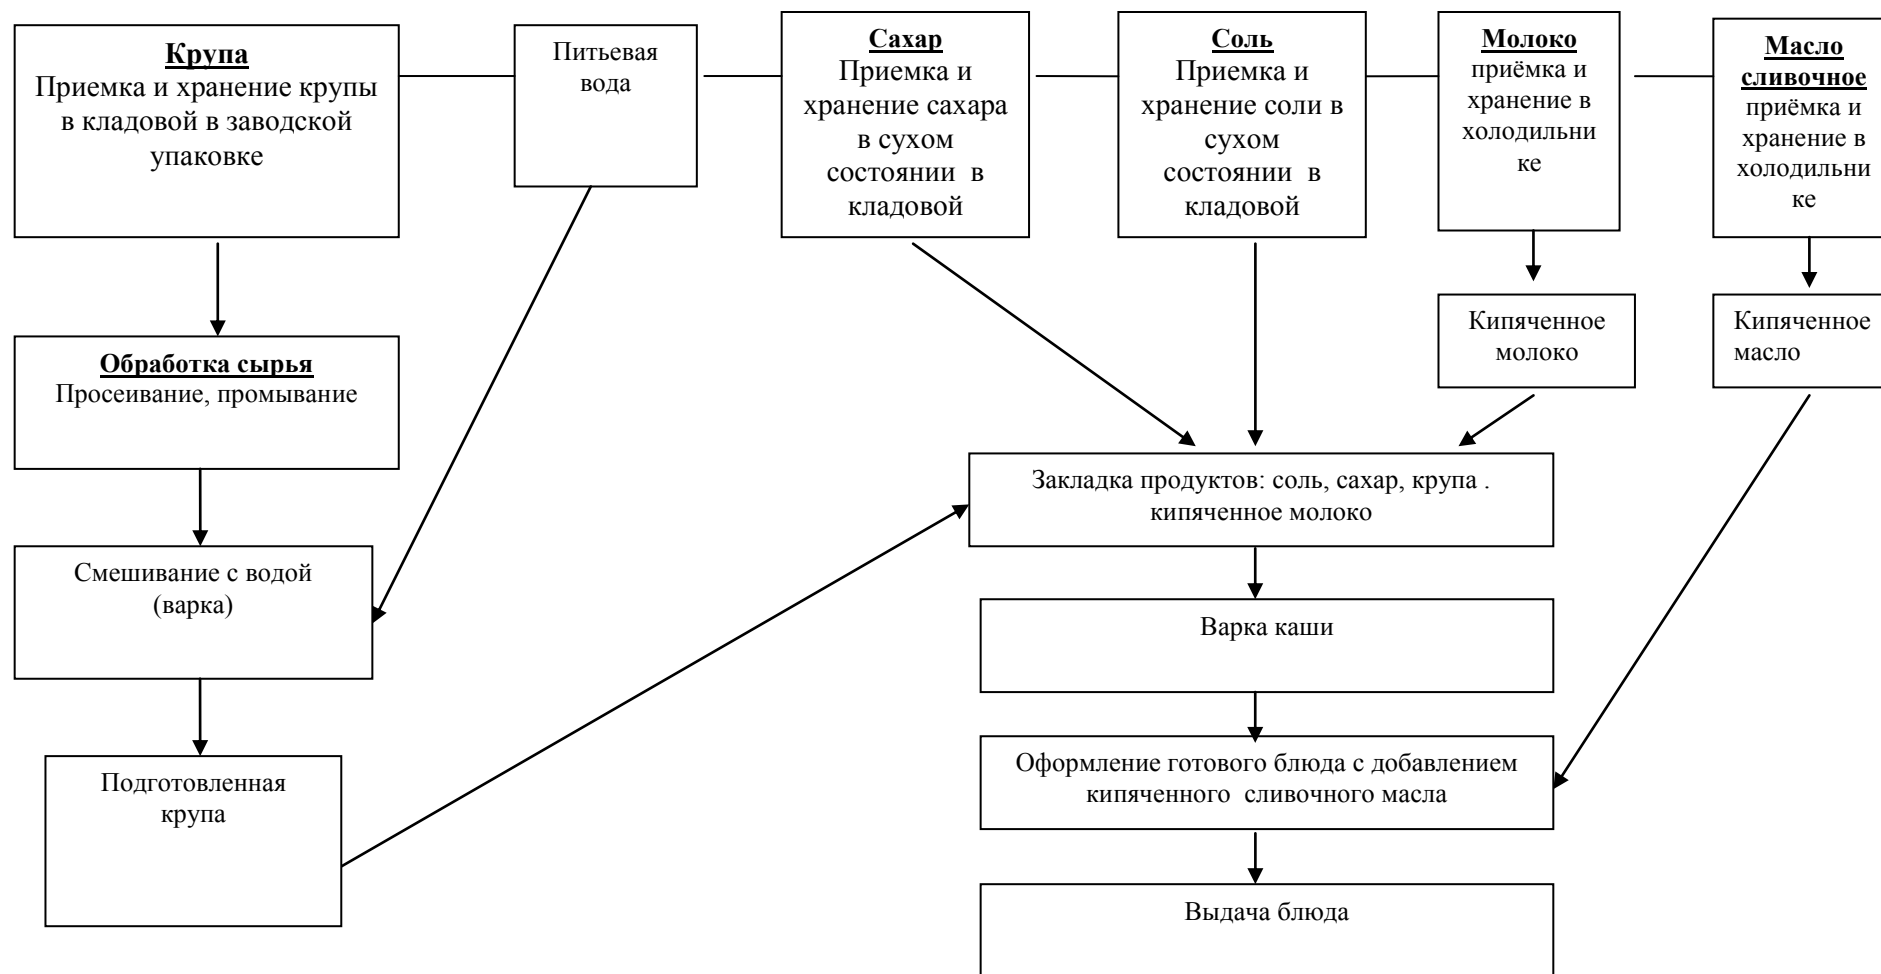 Крупа
Приемка и хранение крупы
в кладовой в заводской
упаковке
Питьевая
вода
Сахар
Приемка и
хранение сахара
в сухом
состоянии в
кладовой
Соль
Приемка и
хранение соли в
сухом
состоянии в
кладовой
Молоко
приёмка и
хранение в
холодильни
ке
Масло
сливочное
приёмка и
хранение в
холодильни
ке
Обработка сырья
Просеивание, промывание
Кипяченное
молоко
Кипяченное
масло
Закладка продуктов: соль, сахар, крупа .
кипяченное молоко
Смешивание с водой
(варка)
Варка каши
Подготовленная
крупа
Оформление готового блюда с добавлением
кипяченного сливочного масла
Выдача блюда